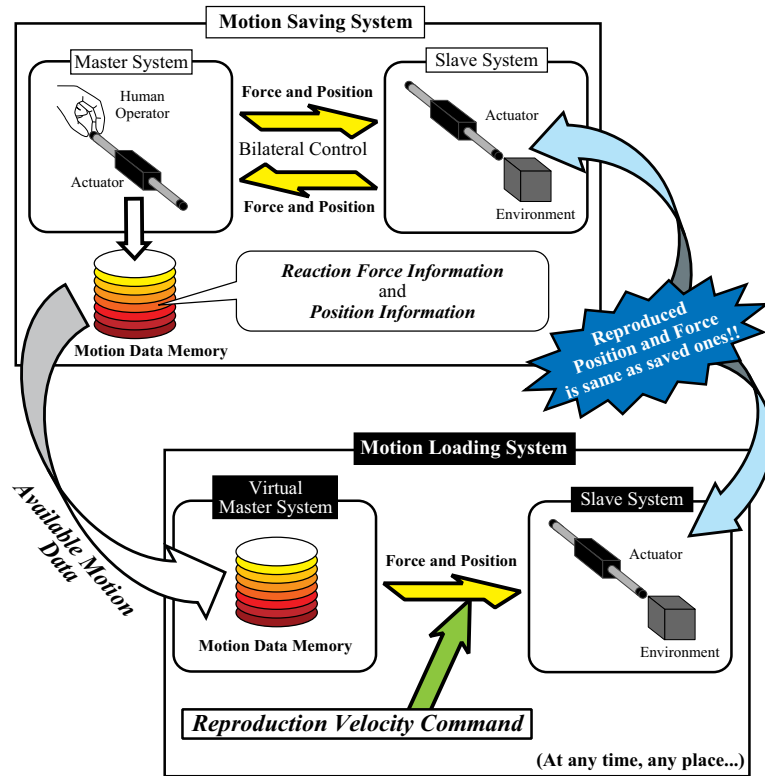 Motion Saving System
Master System
Human
Operator
Actuator
Force and Position
Bilateral Control
Force and Position
Slave System
Actuator
Environment
Reaction Force Information
and
Position Information
Motion Data Memory
Reproduced
Position and Force
is same as saved ones!!
Available Motion
Data
Motion Loading System
Virtual
Master System
Motion Data Memory
Force and Position
Slave System
Actuator
Environment
Reproduction Velocity Command
(At any time, any place...)